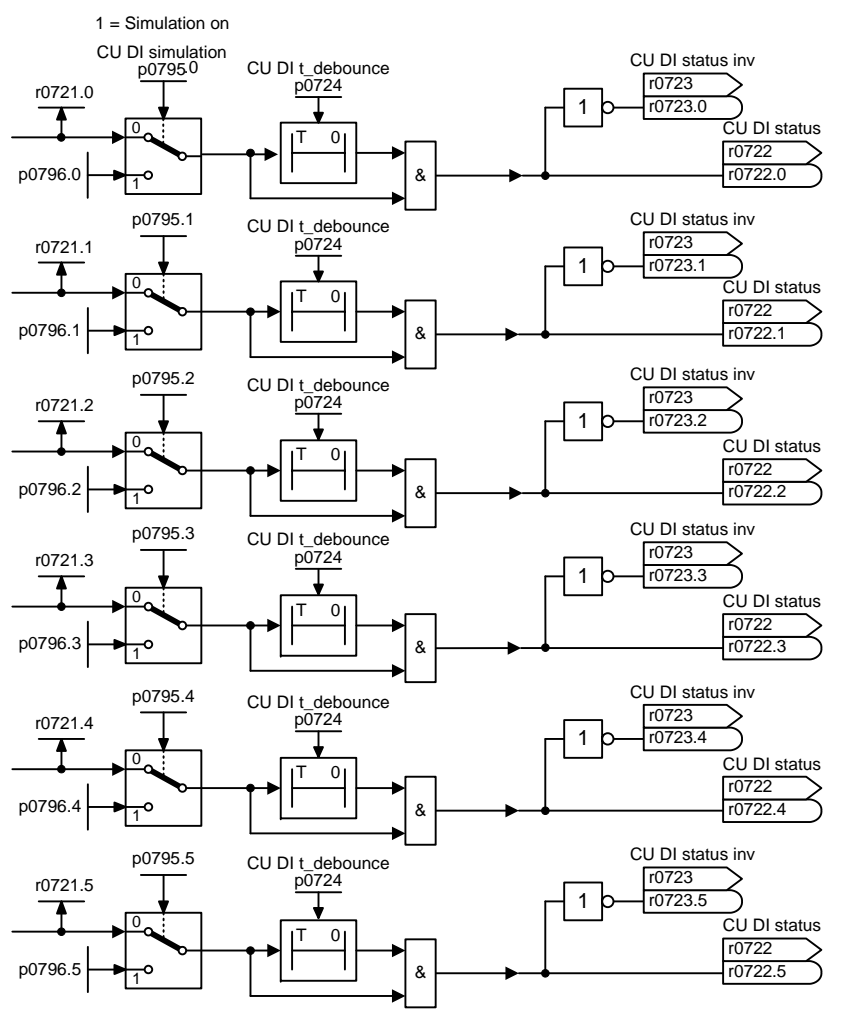 1 = Simulation on
CU DI simulation
p0795.0
CU DI t_debounce
p0724
CU DI status inv
r0723
r0723.0
r0721.0
CU DI status
r0722
r0722.0
0
1
T 0
&
1
p0796.0
p0795.1
CU DI t_debounce
p0724
CU DI status inv
r0723
r0723.1
r0721.1
CU DI status
r0722
r0722.1
0
1
T 0
&
1
p0796.1
p0795.2
CU DI t_debounce
p0724
CU DI status inv
r0723
r0723.2
r0721.2
CU DI status
r0722
r0722.2
0
1
T 0
&
1
p0796.2
p0795.3
CU DI t_debounce
p0724
CU DI status inv
r0723
r0723.3
r0721.3
CU DI status
r0722
r0722.3
0
1
T 0
&
1
p0796.3
p0795.4
CU DI t_debounce
p0724
CU DI status inv
r0723
r0723.4
r0721.4
CU DI status
r0722
r0722.4
0
1
T 0
&
1
p0796.4
p0795.5
CU DI t_debounce
p0724
CU DI status inv
r0723
r0723.5
r0721.5
CU DI status
r0722
r0722.5
0
1
T 0
&
1
p0796.5